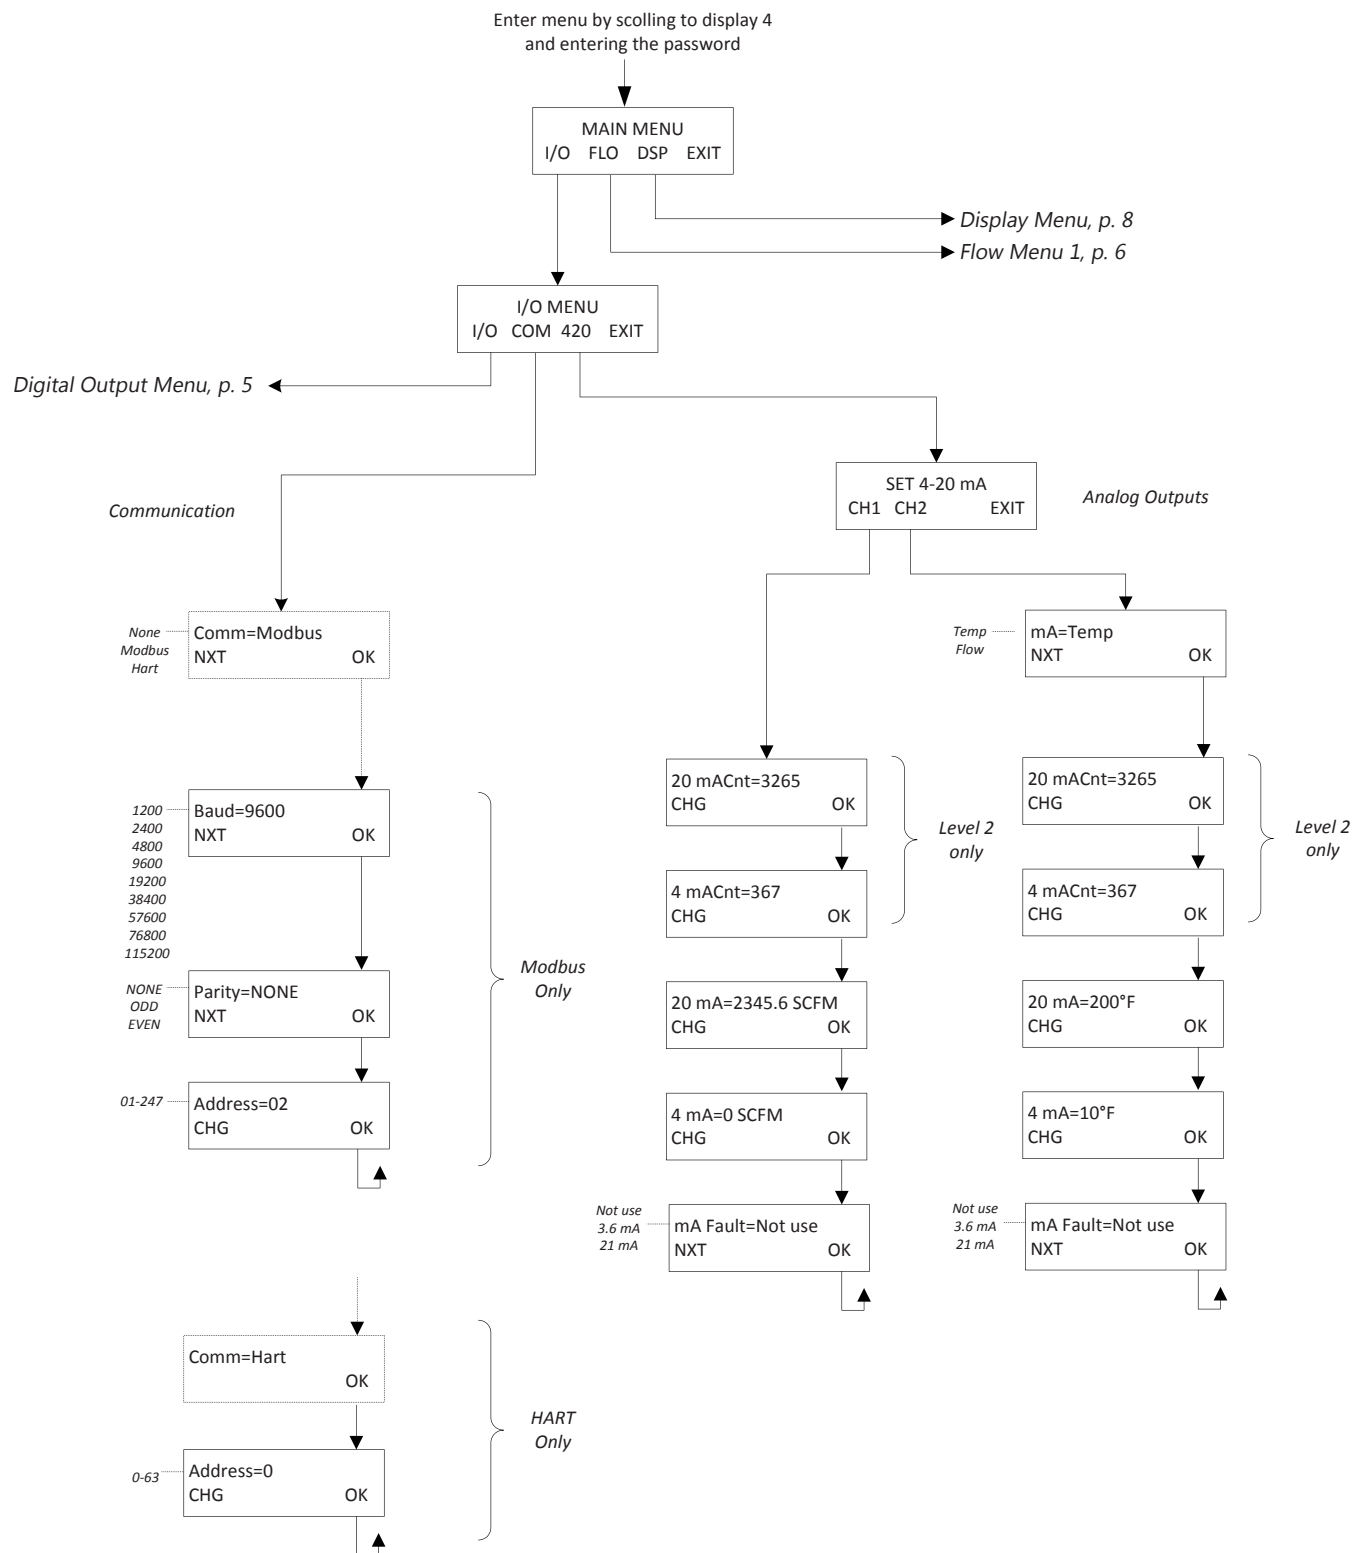 Enter menu by scolling to display 4
and entering the password
MAIN MENU
I/O FLO DSP EXIT
Display Menu, p. 8
Flow Menu 1, p. 6
I/O MENU
I/O COM 420 EXIT
Digital Output Menu, p. 5
SET 4-20 mA
CH1 CH2 EXIT
Analog Outputs
Communication
None
Modbus
Hart
Comm=Modbus
NXT OK
1200
2400
4800
9600
19200
38400
57600
76800
115200
Baud=9600
NXT OK
NONE
ODD
EVEN
Parity=NONE
NXT OK
01-247
Address=02
CHG OK
Modbus
Only
Comm=Hart
OK
0-63
Address=0
CHG OK
HART
Only
20 mACnt=3265
CHG OK
4 mACnt=367
CHG OK
Level 2
only
20 mA=2345.6 SCFM
CHG OK
4 mA=0 SCFM
CHG OK
Not use
3.6 mA
21 mA
mA Fault=Not use
NXT OK
Temp
Flow
mA=Temp
NXT OK
20 mACnt=3265
CHG OK
4 mACnt=367
CHG OK
Level 2
only
20 mA=200°F
CHG OK
4 mA=10°F
CHG OK
Not use
3.6 mA
21 mA
mA Fault=Not use
NXT OK